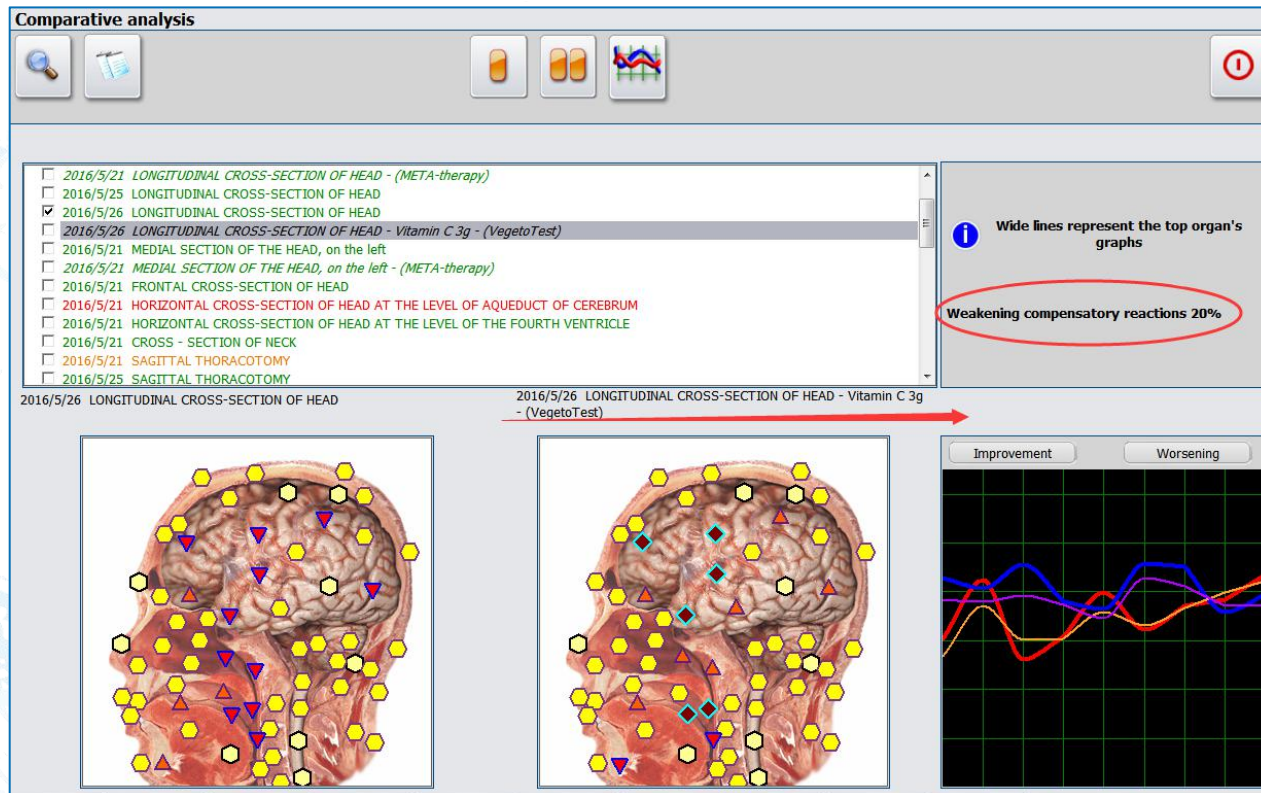 Comparative analysis
2016/5/21 LONGITUDINAL CROSS-SECTION OF HEAD - (META-therapy)
2016/5/25 LONGITUDINAL CROSS-SECTION OF HEAD
2016/5/26 LONGITUDINAL CROSS-SECTION OF HEAD
2016/5/26 LONGITUDINAL CROSS-SECTION OF HEAD - Vitamin C 3g - (VegetoTest)
2016/5/21 MEDIAL SECTION OF THE HEAD, on the left
2016/5/21 MEDIAL SECTION OF THE HEAD, on the left - (META-therapy)
2016/5/21 FRONTAL CROSS-SECTION OF HEAD
2016/5/21 HORIZONTAL CROSS-SECTION OF HEAD AT THE LEVEL OF AQUEDUCT OF CEREBRUM
2016/5/21 HORIZONTAL CROSS-SECTION OF HEAD AT THE LEVEL OF THE FOURTH VENTRICLE
2016/5/21 CROSS - SECTION OF NECK
2016/5/21 SAGITTAL THORACOTOMY
2016/5/25 SAGITTAL THORACOTOMY
Wide lines represent the top organ's
graphs
Weakening compensatory reactions 20%
2016/5/26 LONGITUDINAL CROSS-SECTION OF HEAD
2016/5/26 LONGITUDINAL CROSS-SECTION OF HEAD - Vitamin C 3g
- (VegetoTest)
Improvement
Worsening